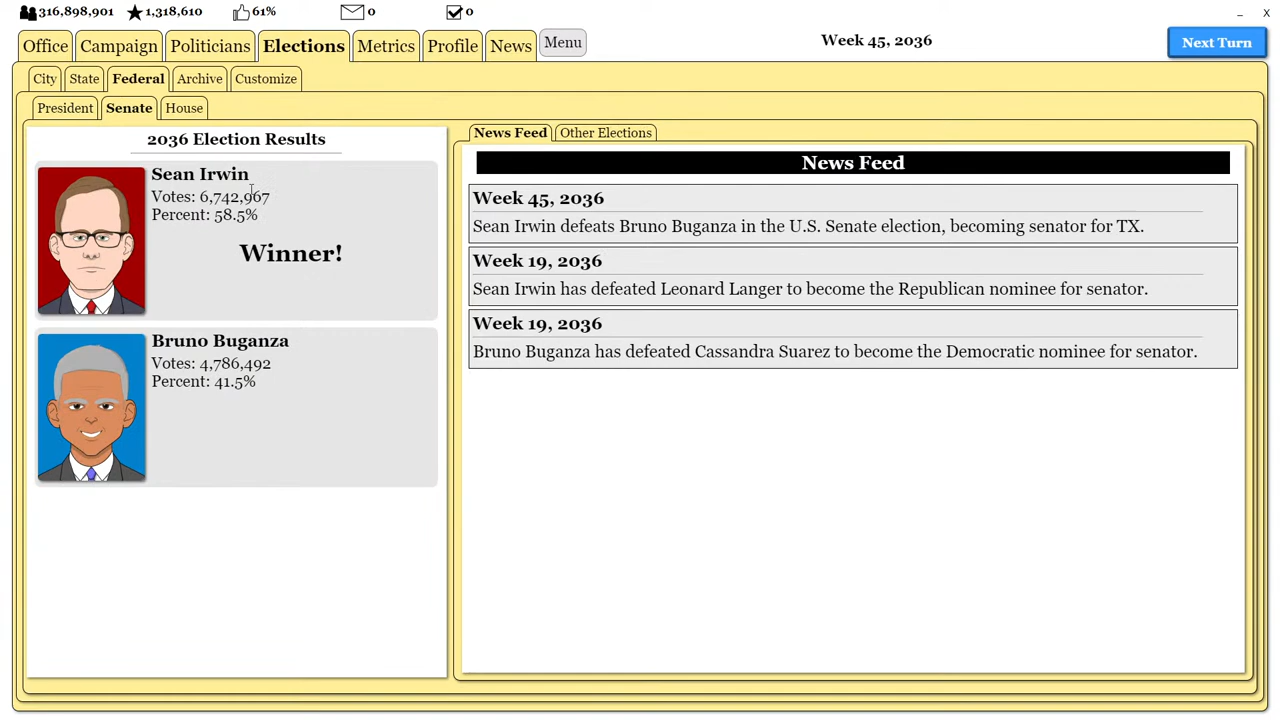 316,898,901 1,318,610 61% 0 0
_ X
Office Campaign Politicians Elections Metrics Profile News Menu Week 45, 2036 Next Turn
City State Federal Archive Customize
President Senate House
2036 Election Results
Sean Irwin
Votes: 6,742,967
Percent: 58.5%
Winner!
Bruno Buganza
Votes: 4,786,492
Percent: 41.5%
News Feed Other Elections
News Feed
Week 45, 2036
Sean Irwin defeats Bruno Buganza in the U.S. Senate election, becoming senator for TX.
Week 19, 2036
Sean Irwin has defeated Leonard Langer to become the Republican nominee for senator.
Week 19, 2036
Bruno Buganza has defeated Cassandra Suarez to become the Democratic nominee for senator.